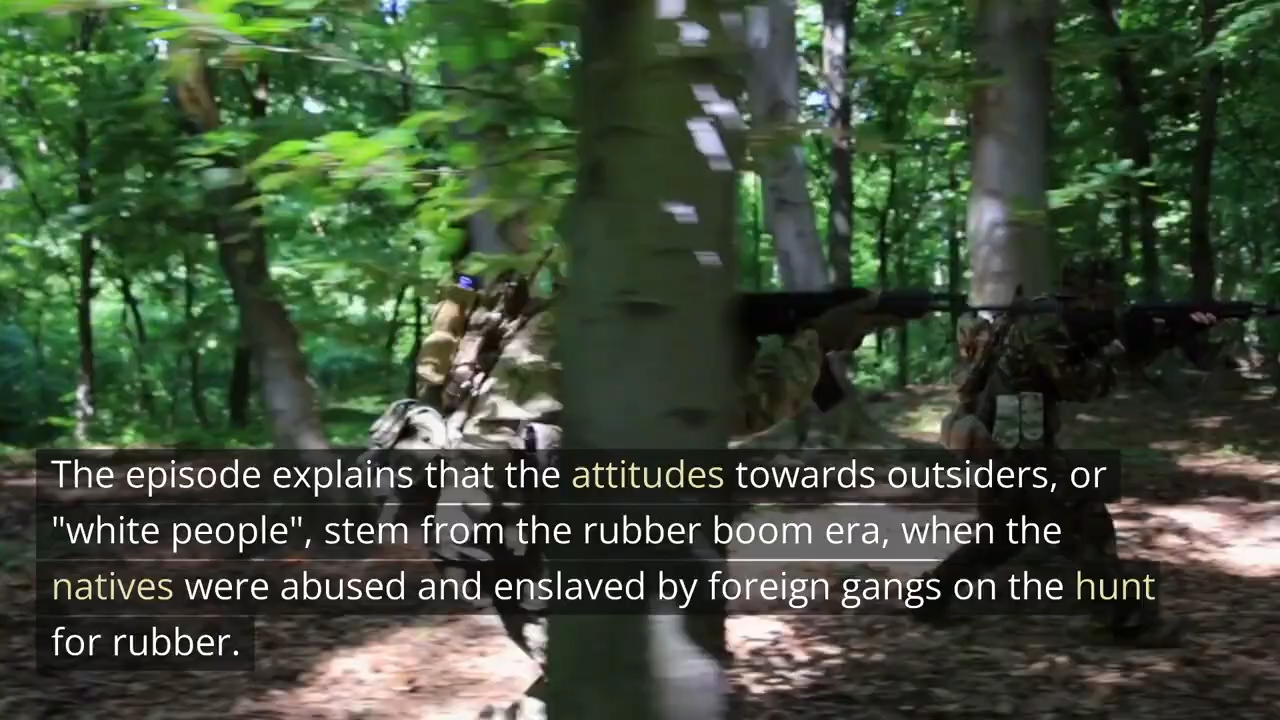 The episode explains that the attitudes towards outsiders, or
"white people", stem from the rubber boom era, when the
natives were abused and enslaved by foreign gangs on the hunt
for rubber.